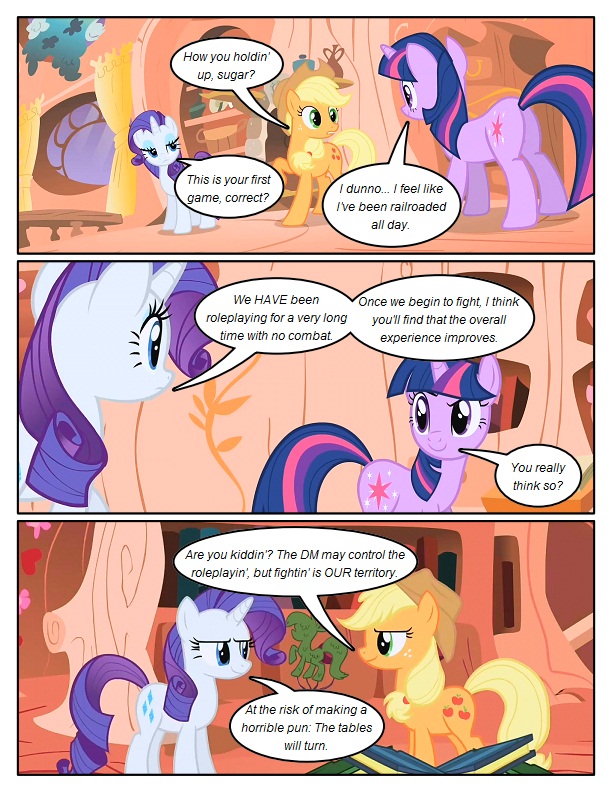 How you holdin'
up, sugar?
This is your first
game, correct?
I dunno... I feel like
I've been railroaded
all day.
We HAVE been
roleplaying for a very long
time with no combat.
Once we begin to fight, I think
you'll find that the overall
experience improves.
You really
think so?
Are you kiddin'? The DM may control the
roleplayin', but fightin' is OUR territory.
At the risk of making a
horrible pun: The tables
will turn.